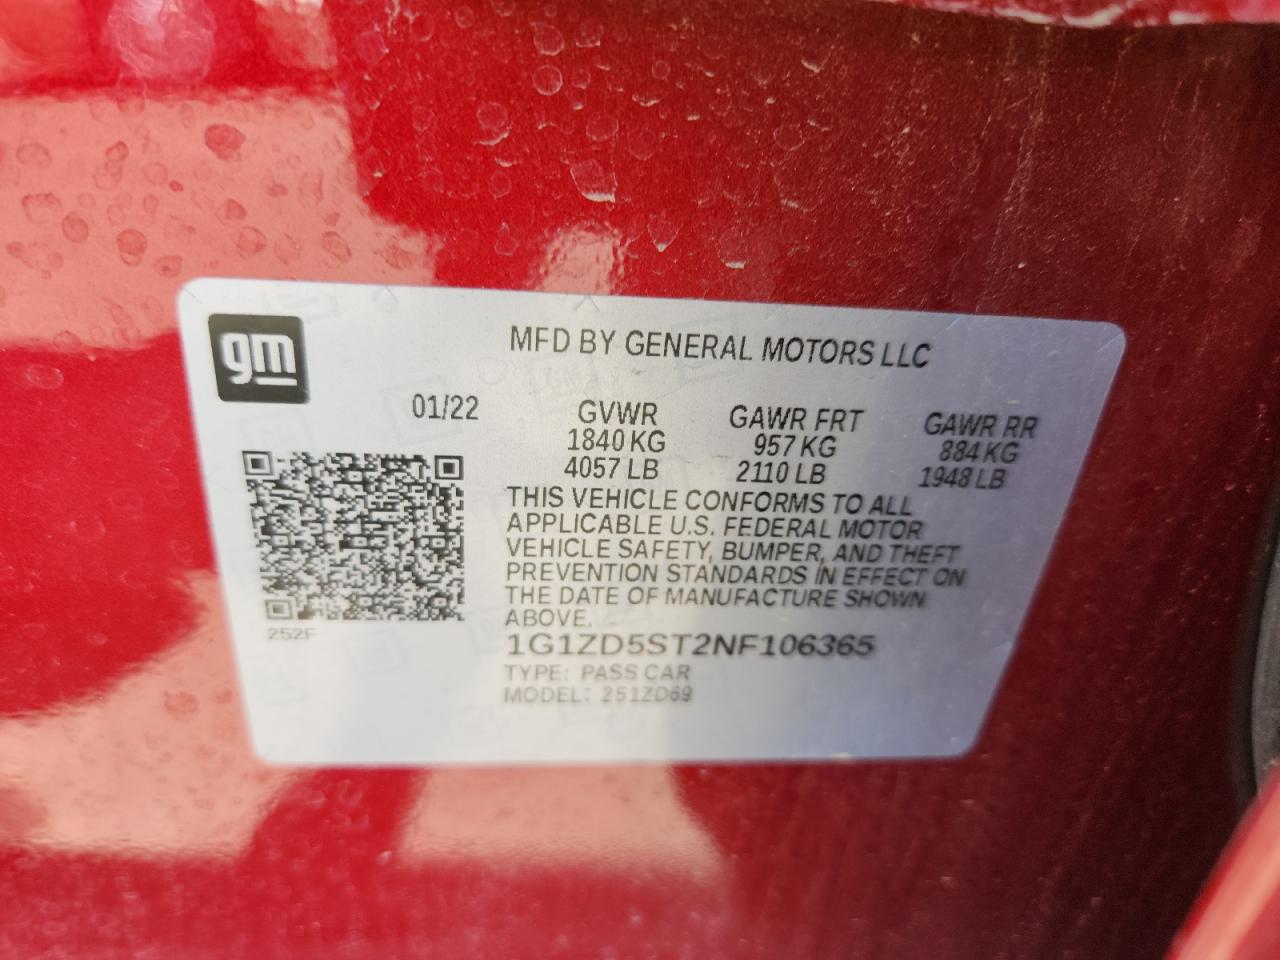 gm
MFD BY GENERAL MOTORS LLC
01/22
GVWR
1840 KG
4057 LB
GAWR FRT
957 KG
2110 LB
GAWR RR
884 KG
1948 LB
THIS VEHICLE CONFORMS TO ALL
APPLICABLE U.S. FEDERAL MOTOR
VEHICLE SAFETY, BUMPER, AND THEFT
PREVENTION STANDARDS IN EFFECT ON
THE DATE OF MANUFACTURE SHOWN
ABOVE.
252F
1G1ZD5ST2NF106365
TYPE: PASS CAR
MODEL: 251ZD69